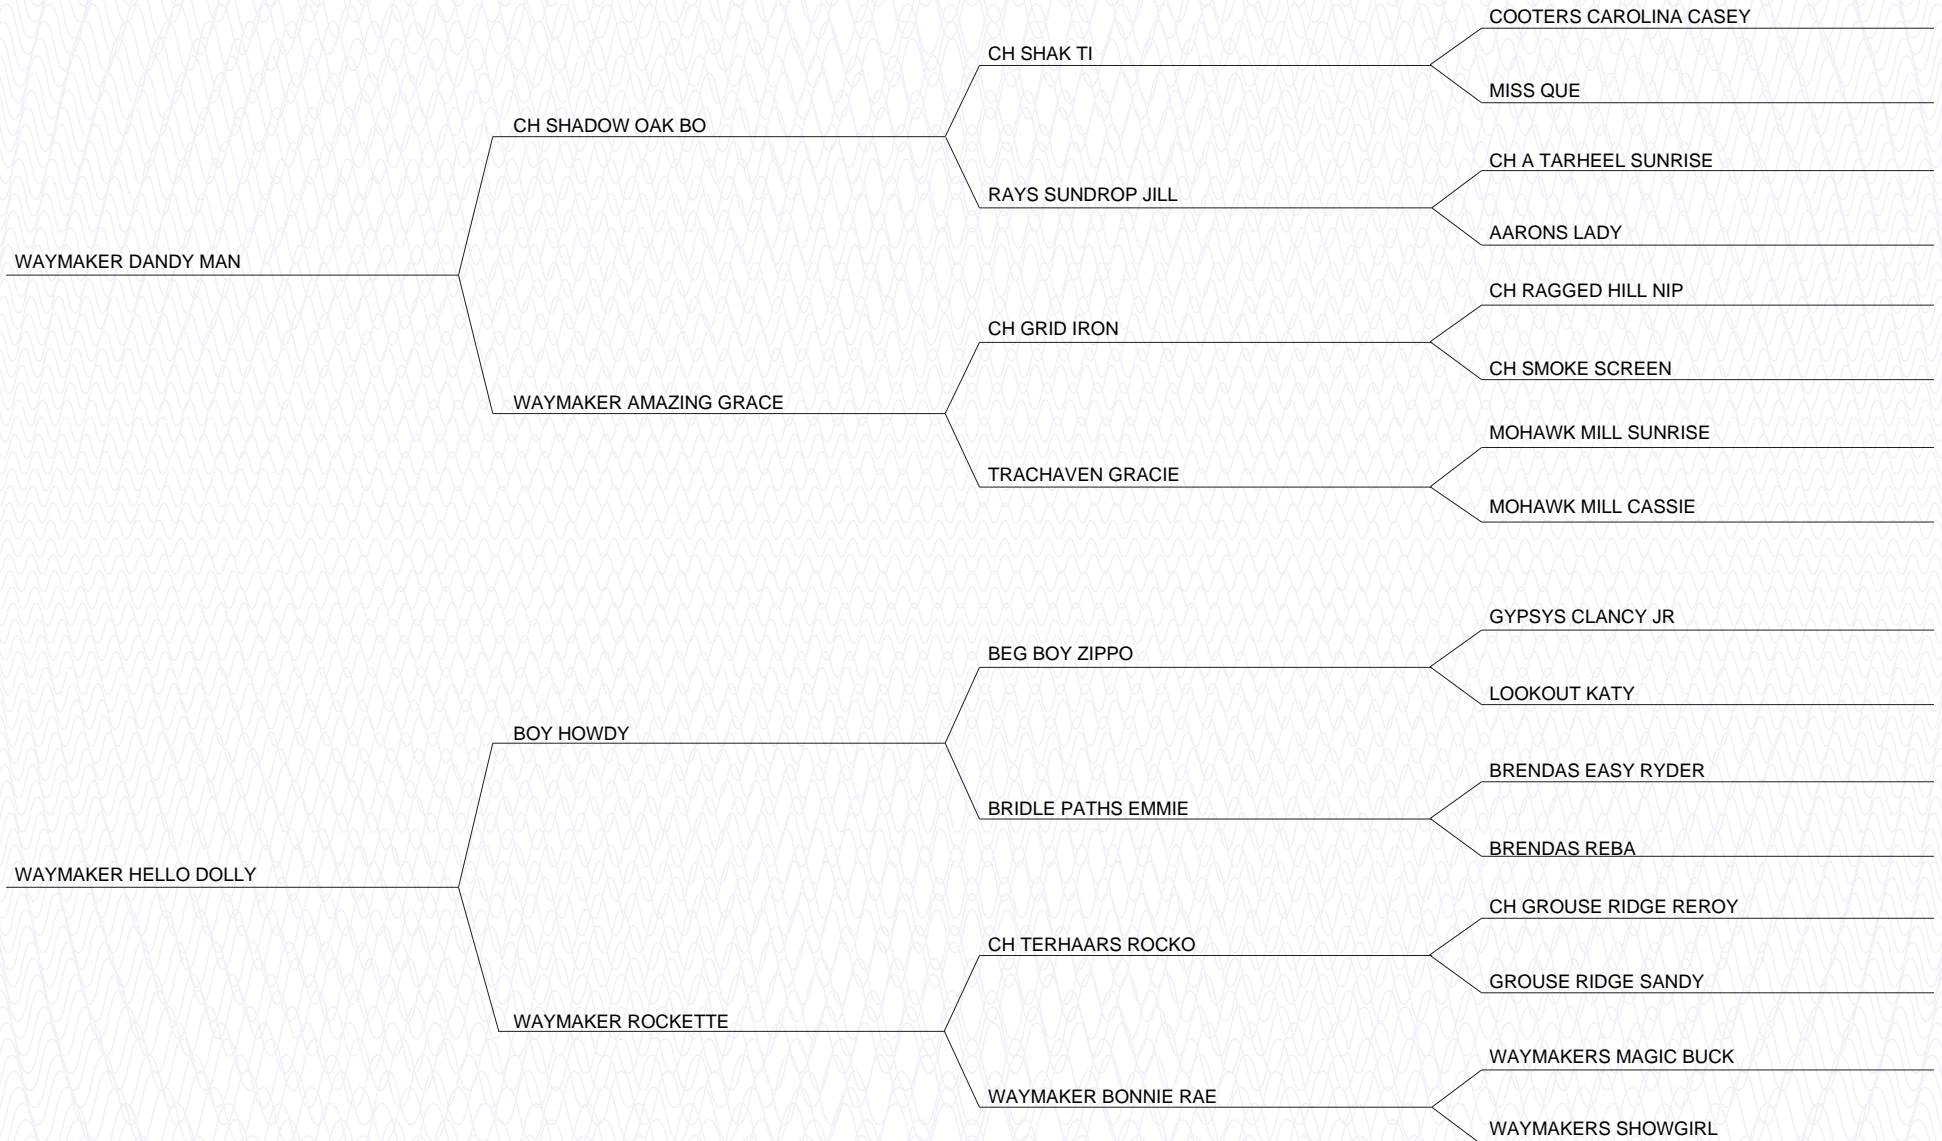 COOTERS CAROLINA CASEY
CH SHAK TI
MISS QUE
CH SHADOW OAK BO
CH A TARHEEL SUNRISE
RAYS SUNDROP JILL
AARONS LADY
WAYMAKER DANDY MAN
CH RAGGED HILL NIP
CH GRID IRON
CH SMOKE SCREEN
WAYMAKER AMAZING GRACE
MOHAWK MILL SUNRISE
TRACHAVEN GRACIE
MOHAWK MILL CASSIE
GYPSYS CLANCY JR
BEG BOY ZIPPO
LOOKOUT KATY
BOY HOWDY
BRENDAS EASY RYDER
BRIDLE PATHS EMMIE
BRENDAS REBA
WAYMAKER HELLO DOLLY
CH GROUSE RIDGE REROY
CH TERHAARS ROCKO
GROUSE RIDGE SANDY
WAYMAKER ROCKETTE
WAYMAKERS MAGIC BUCK
WAYMAKER BONNIE RAE
WAYMAKERS SHOWGIRL